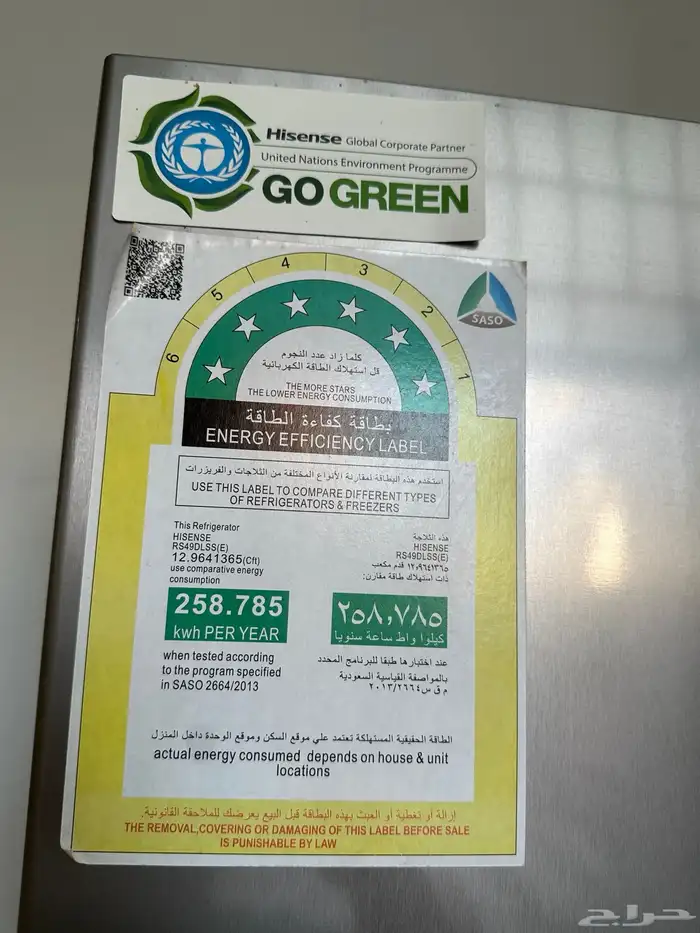 Hisense Global Corporate Partner
United Nations Environment Programme
GO GREEN
6 5 4 3 2 1
SASO
كلما زاد عدد النجوم
قل استهلاك الطاقة الكهربائية
THE MORE STARS
THE LOWER ENERGY CONSUMPTION
بطاقة كفاءة الطاقة
ENERGY EFFICIENCY LABEL
استخدم هذه البطاقة لمقارنة الأنواع المختلفة من الثلاجات والفريزرات
USE THIS LABEL TO COMPARE DIFFERENT TYPES
OF REFRIGERATORS & FREEZERS
This Refrigerator
HISENSE
RS49DLSS(E)
12.9641365(Cft)
use comparative energy
consumption
258.785
kwh PER YEAR
when tested according
to the program specified
in SASO 2664/2013
هذه الثلاجة
HISENSE
RS49DLSS(E)
١٢،٩٦٤١٣٦٥ قدم مكعب
ذات استهلاك طاقة مقارن:
٢٥٨,٧٨٥
كيلوا واط ساعة سنويا
عند اختبارها طبقا للبرنامج المحدد
بالمواصفة القياسية السعودية
م ق س ٢٠١٣/٢٦٦٤
الطاقة الحقيقية المستهلكة تعتمد علي موقع السكن وموقع الوحدة داخل المنزل
actual energy consumed depends on house & unit
locations
إزالة أو تغطية أو العبث بهذه البطاقة قبل البيع يعرضك للملاحقة القانونية.
THE REMOVAL,COVERING OR DAMAGING OF THIS LABEL BEFORE SALE
IS PUNISHABLE BY LAW
حراج